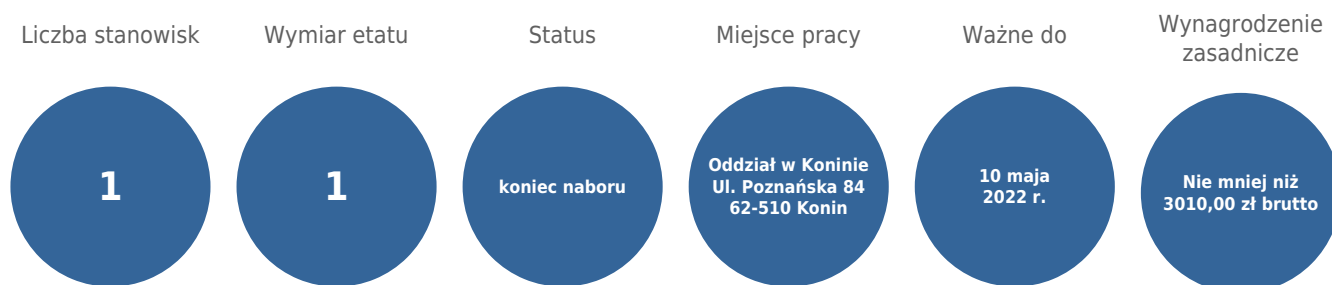 Liczba stanowisk
1
Wymiar etatu
1
Status
koniec naboru
Miejsce pracy
Oddział w Koninie
Ul. Poznańska 84
62-510 Konin
Ważne do
10 maja
2022 r.
Wynagrodzenie
zasadnicze
Nie mniej niż
3010,00 zł brutto